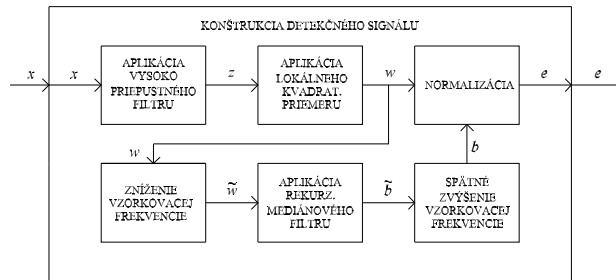 KONŠTRUKCIA DETEKČNÉHO SIGNÁLU
x
x
APLIKÁCIA
VYSOKO
PRIEPUSTNÉHO
FILTRU
z
APLIKÁCIA
LOKÁLNEHO
KVADRAT.
PRIEMERU
w
NORMALIZÁCIA
e
e
w
b
ZNÍŽENIE
VZORKOVACEJ
FREKVENCIE
w̃
APLIKÁCIA
REKURZ.
MEDIÁNOVÉHO
FILTRU
b̃
SPÄTNÉ
ZVÝŠENIE
VZORKOVACEJ
FREKVENCIE